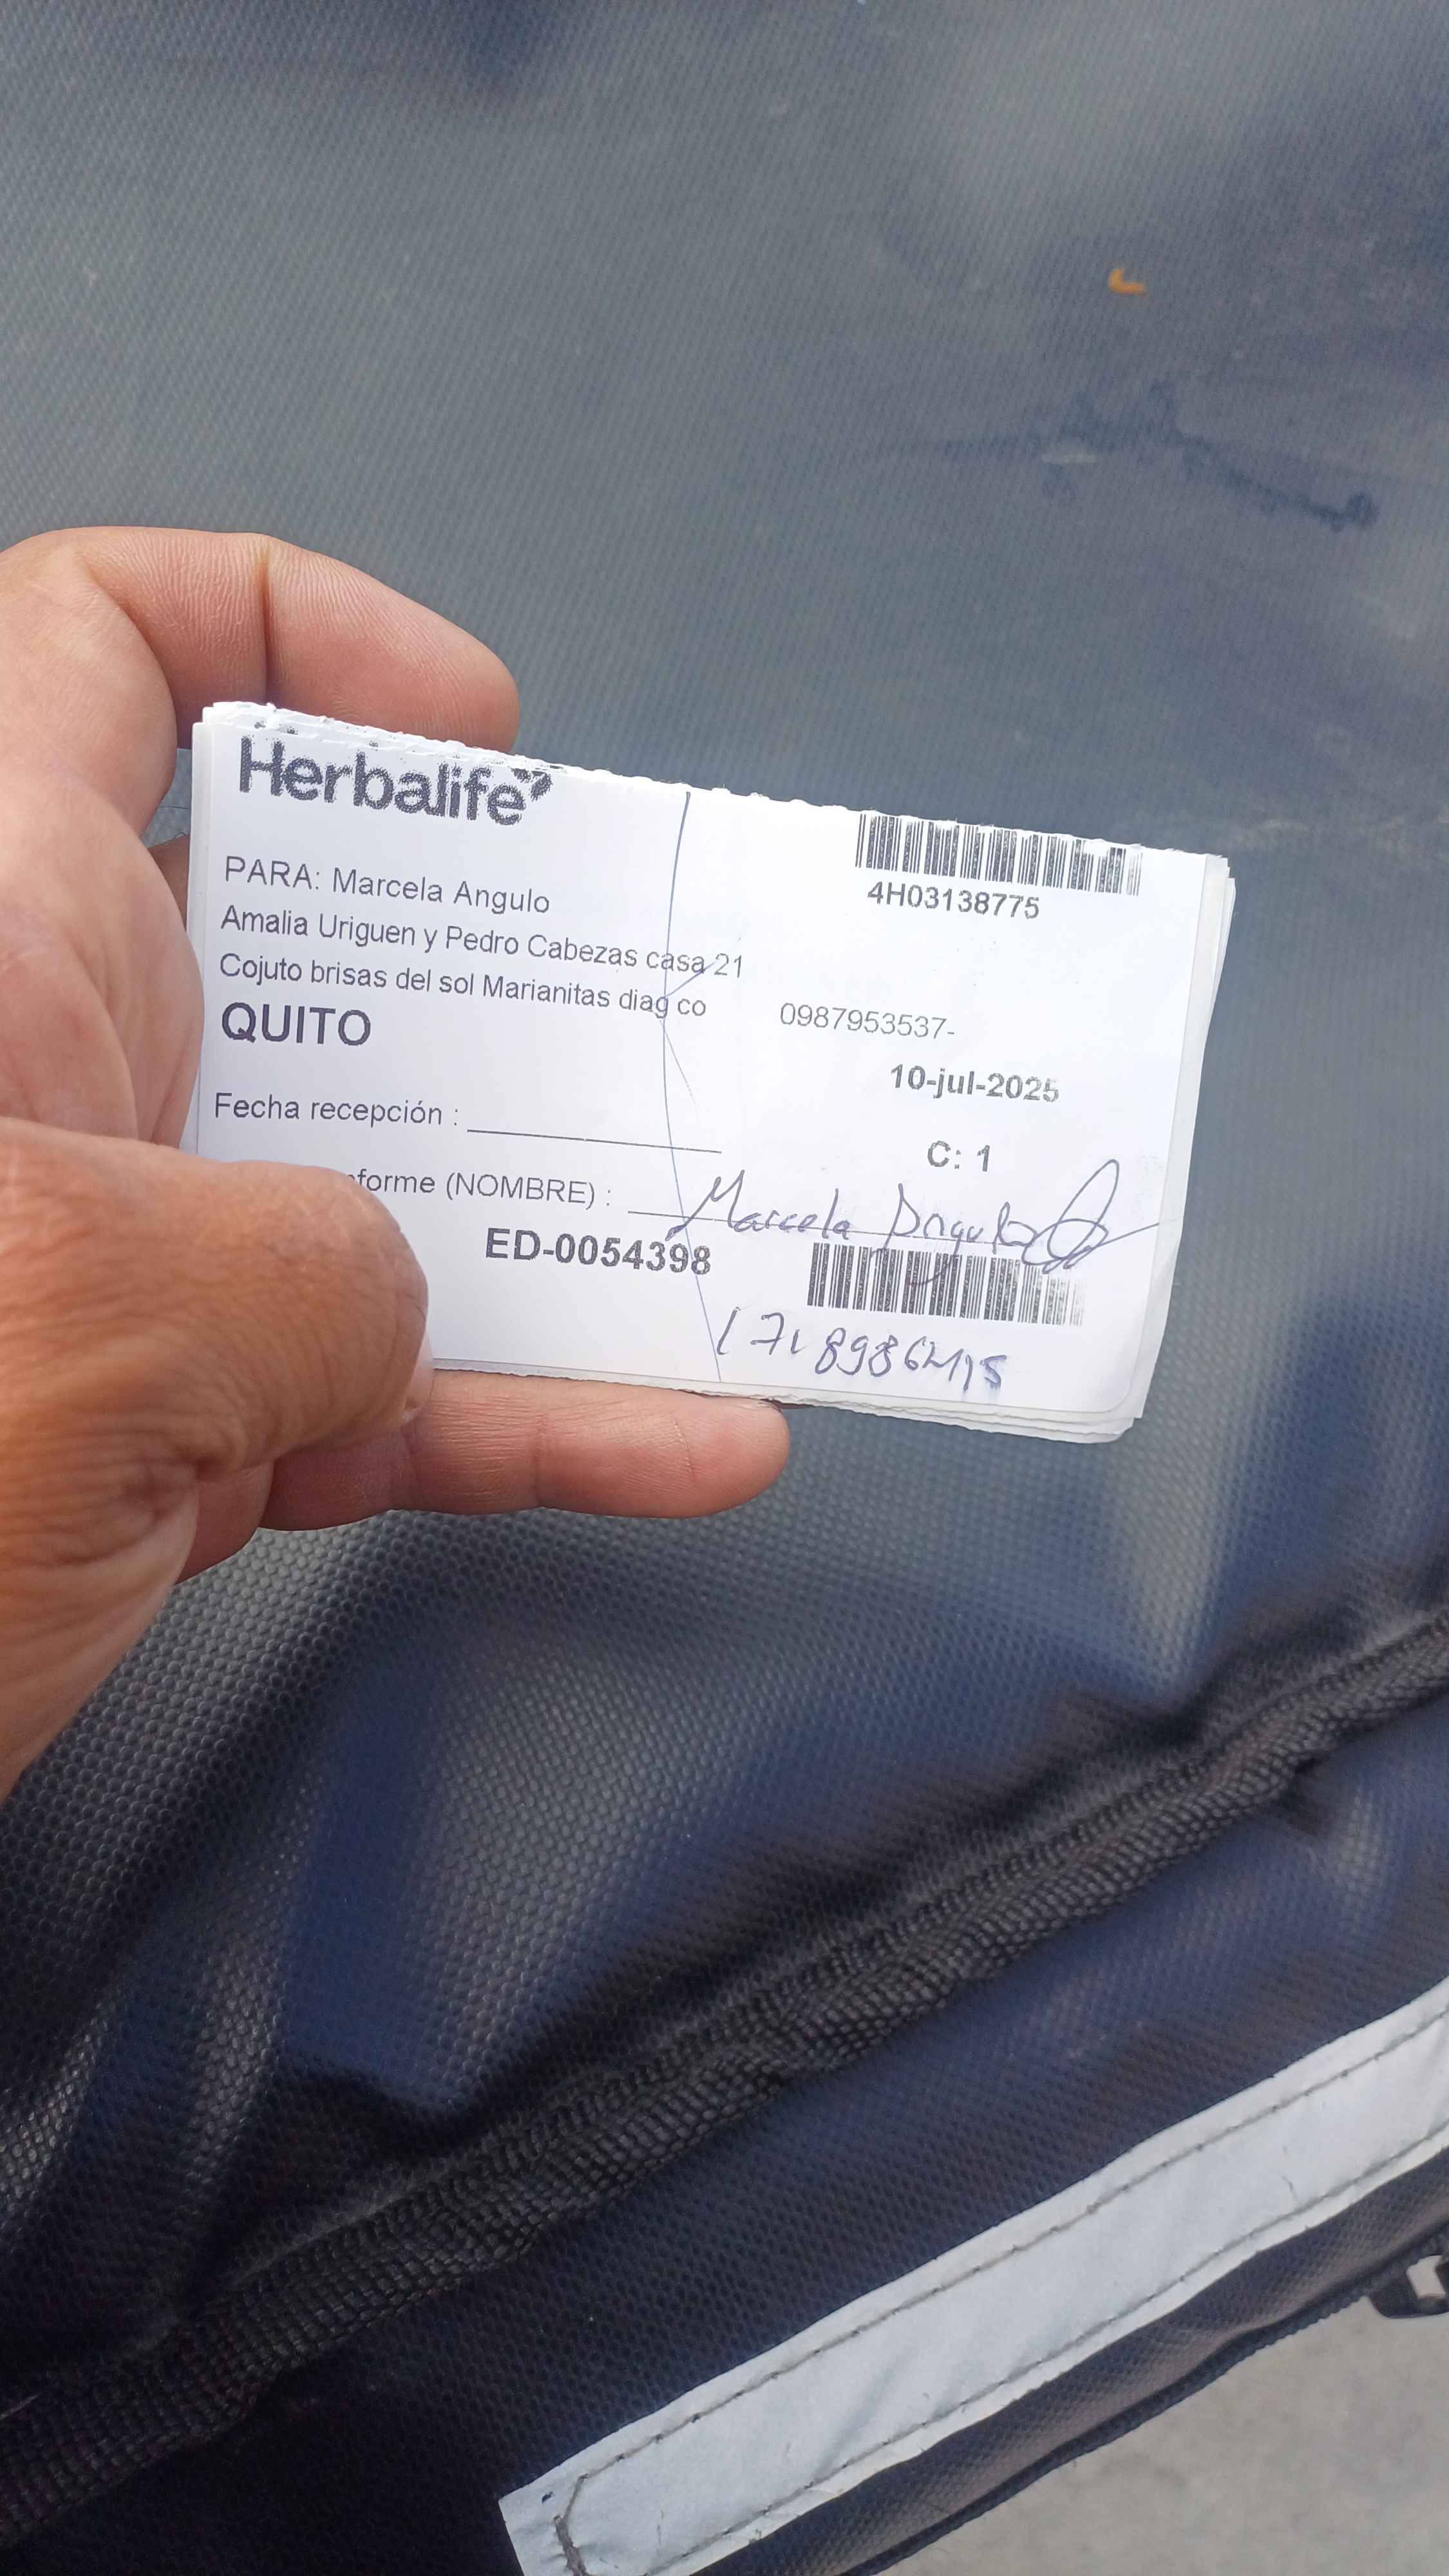 Herbalife
4H03138775
PARA: Marcela Angulo
Amalia Uriguen y Pedro Cabezas casa 21
Cojuto brisas del sol Marianitas diag co
0987953537-
QUITO
10-jul-2025
Fecha recepción :
C: 1
forme (NOMBRE) : Marcela Angulo
ED-0054398